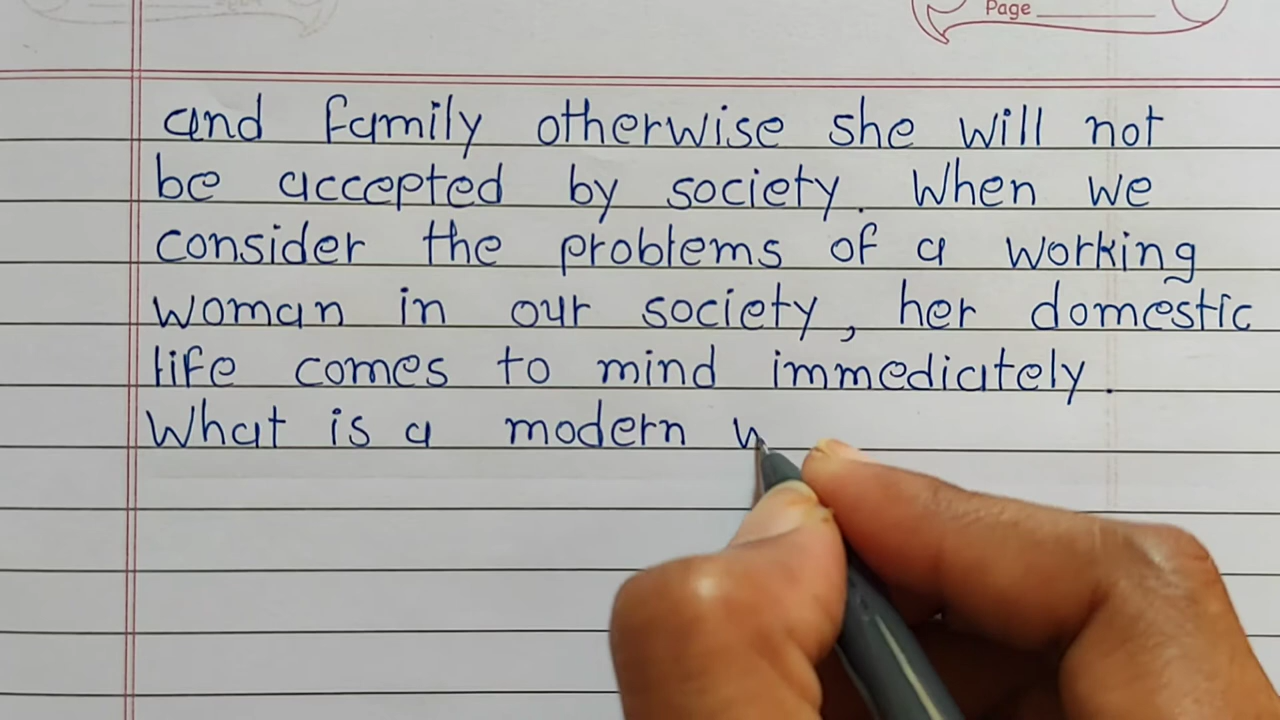 Page
and family otherwise she will not
be accepted by society. When we
consider the problems of a working
woman in our society, her domestic
life comes to mind immediately.
What is a modern w